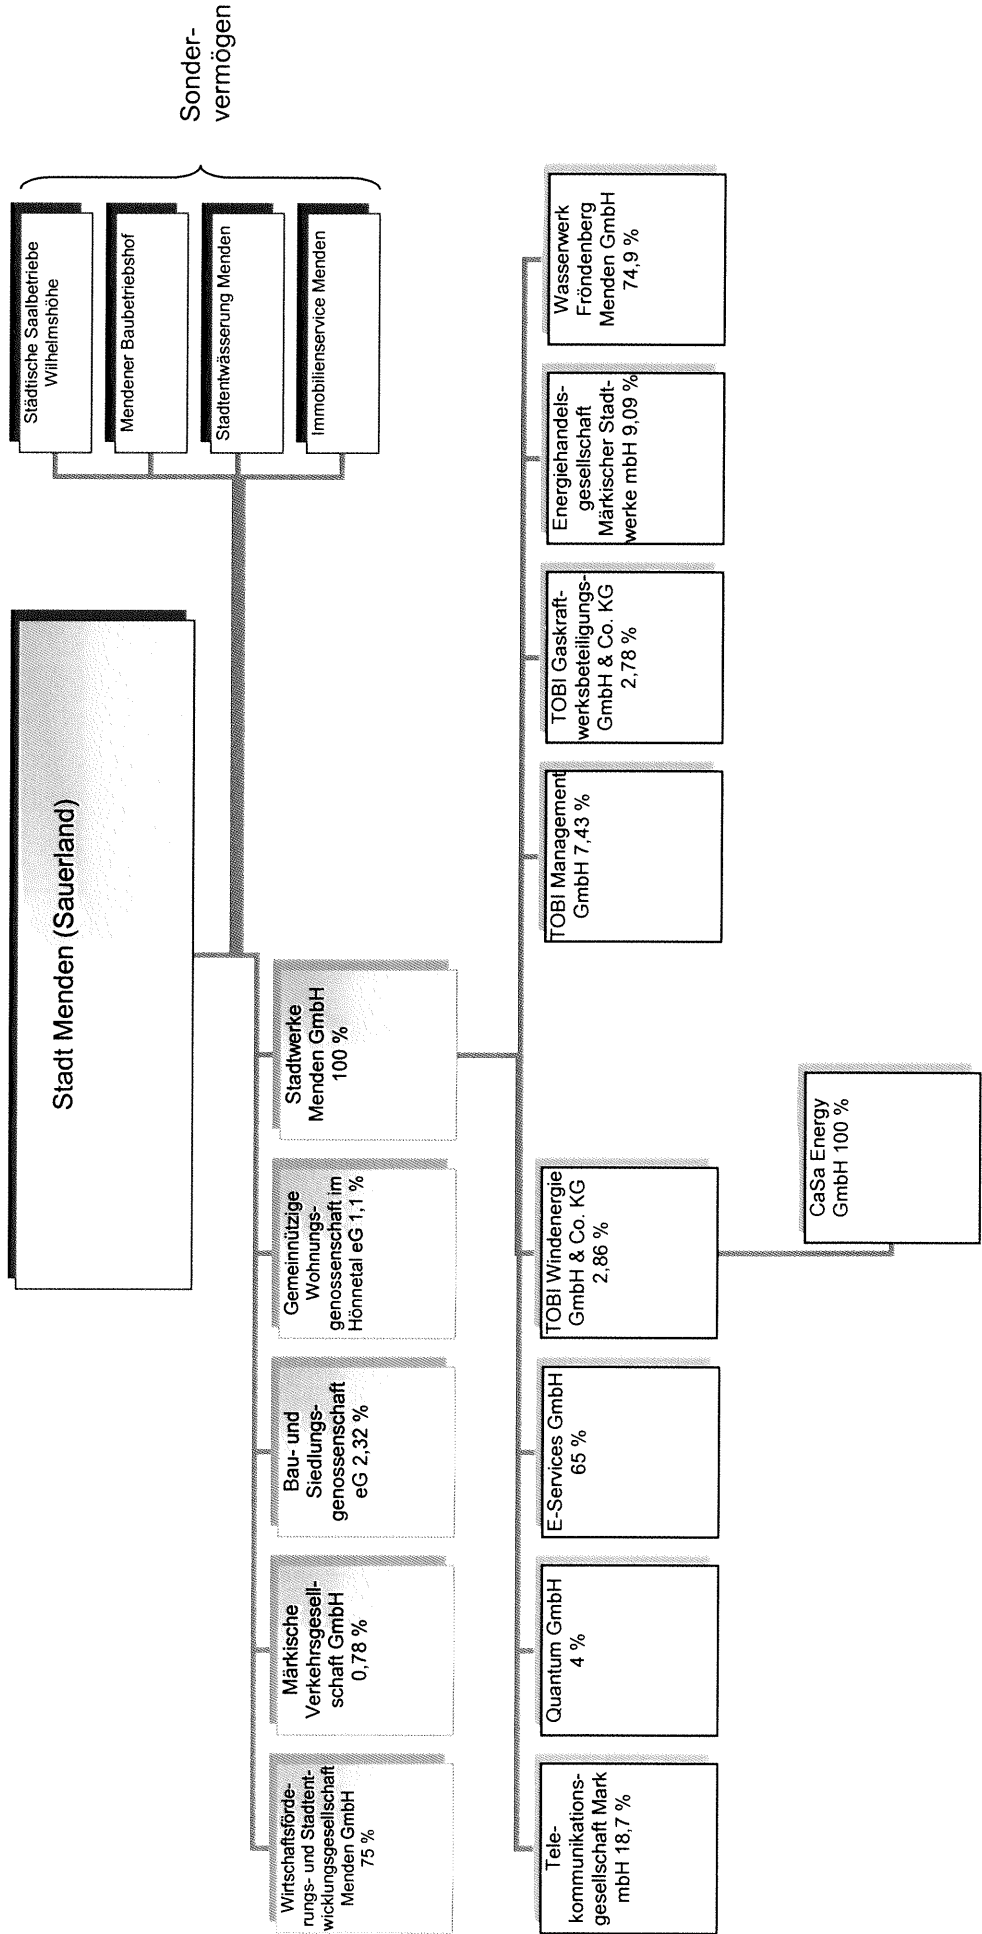 Stadt Menden (Sauerland)
Städtische Saalbetriebe
Wilhelmshöhe
Mendener Baubetriebshof
Stadtentwässerung Menden
Immobilienservice Menden
Sonder-
vermögen
Wirtschaftsförde-
rungs- und Stadtent-
wicklungsgesellschaft
Menden GmbH
75 %
Märkische
Verkehrsgesell-
schaft GmbH
0,78 %
Bau- und
Siedlungs-
genossenschaft
eG 2,32 %
Gemeinnützige
Wohnungs-
genossenschaft im
Hönnetal eG 1,1 %
Stadtwerke
Menden GmbH
100 %
Tele-
kommunikations-
gesellschaft Mark
mbH 18,7 %
Quantum GmbH
4 %
E-Services GmbH
65 %
TOBI Windenergie
GmbH & Co. KG
2,86 %
TOBI Management
GmbH 7,43 %
TOBI Gaskraft-
werksbeteiligungs-
GmbH & Co. KG
2,78 %
Energiehandels-
gesellschaft
Märkischer Stadt-
werke mbH 9,09 %
Wasserwerk
Fröndenberg
Menden GmbH
74,9 %
CaSa Energy
GmbH 100 %